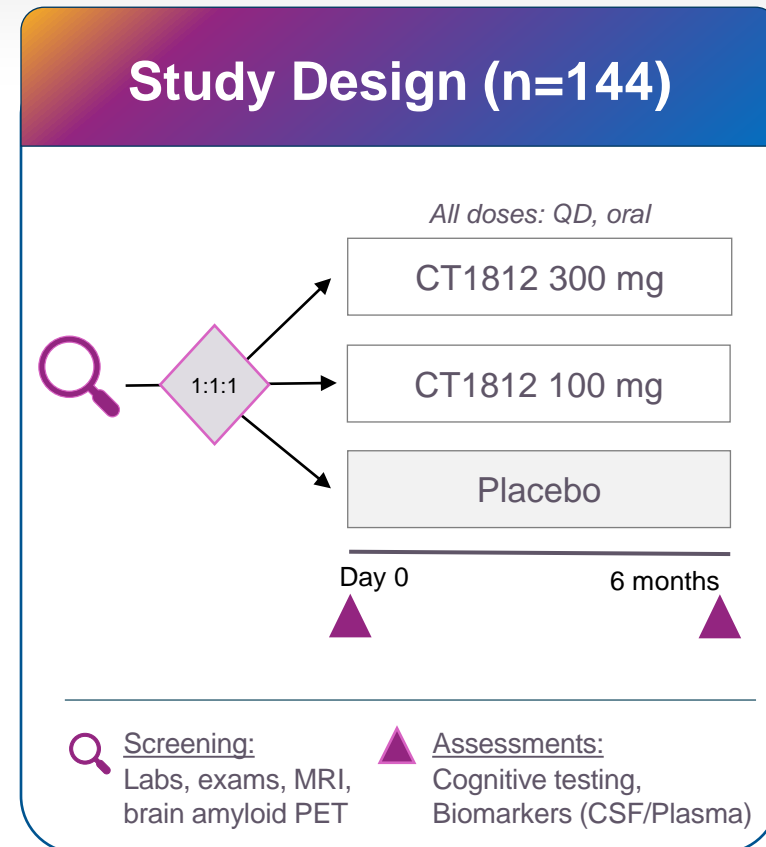 Study Design (n=144)
All doses: QD, oral
CT1812 300 mg
1:1:1
CT1812 100 mg
Placebo
Day 0
6 months
Screening:
Labs, exams, MRI,
brain amyloid PET
Assessments:
Cognitive testing,
Biomarkers (CSF/Plasma)